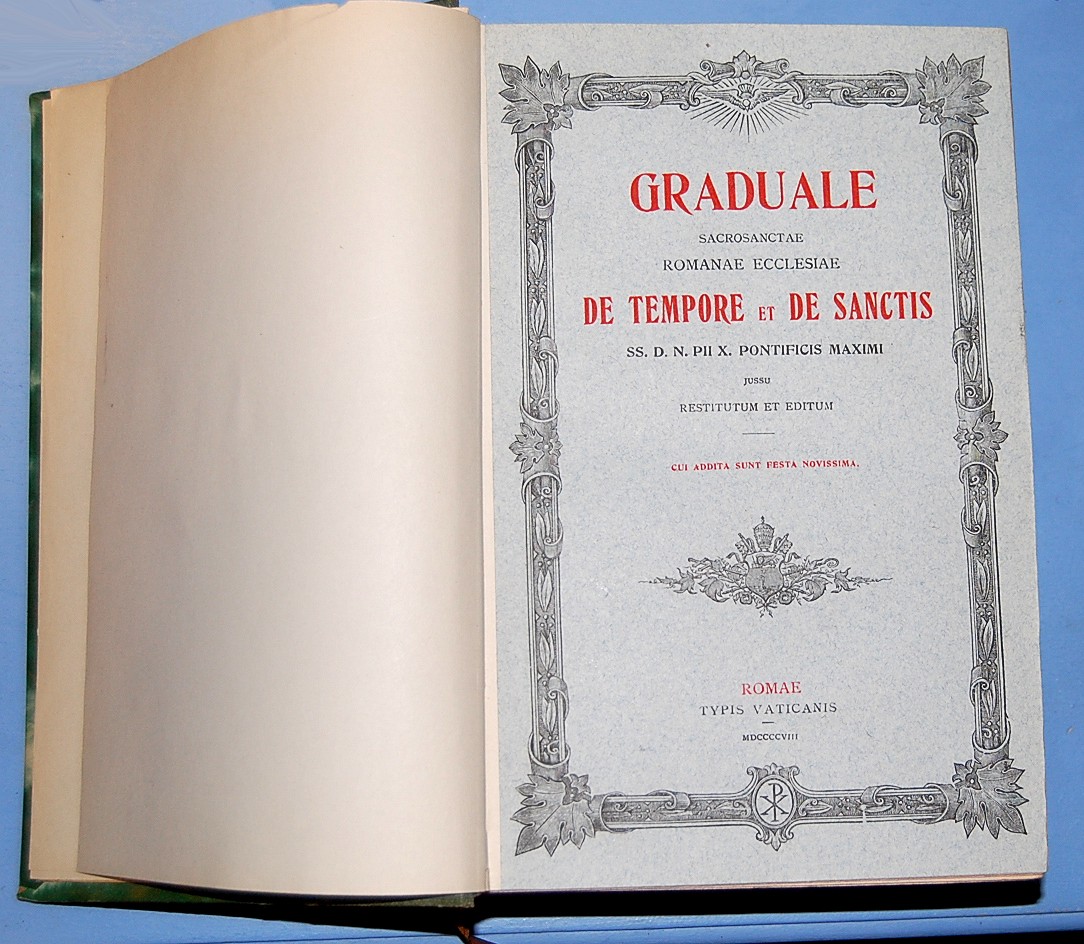 GRADUALE
SACROSANCTAE
ROMANAE ECCLESIAE
DE TEMPORE ET DE SANCTIS
SS. D. N. PII X. PONTIFICIS MAXIMI
JUSSU
RESTITUTUM ET EDITUM
CUI ADDITA SUNT FESTA NOVISSIMA.
ROMAE
TYPIS VATICANIS
MDCCCCVIII